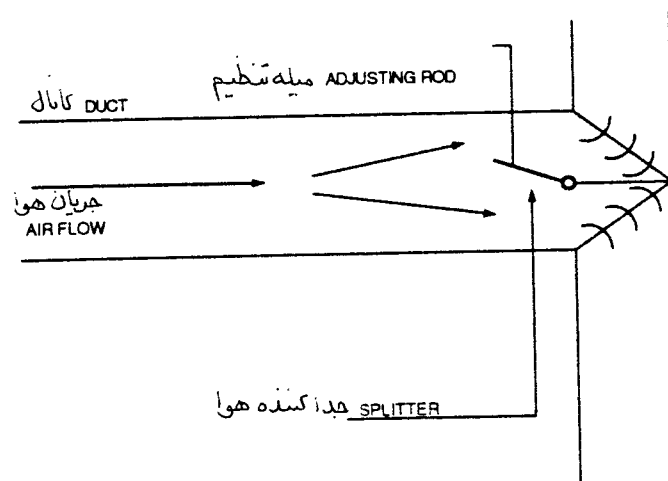 میله تنظیم ADJUSTING ROD
کانال DUCT
جریان هوا
AIR FLOW
جدا کننده هوا SPLITTER